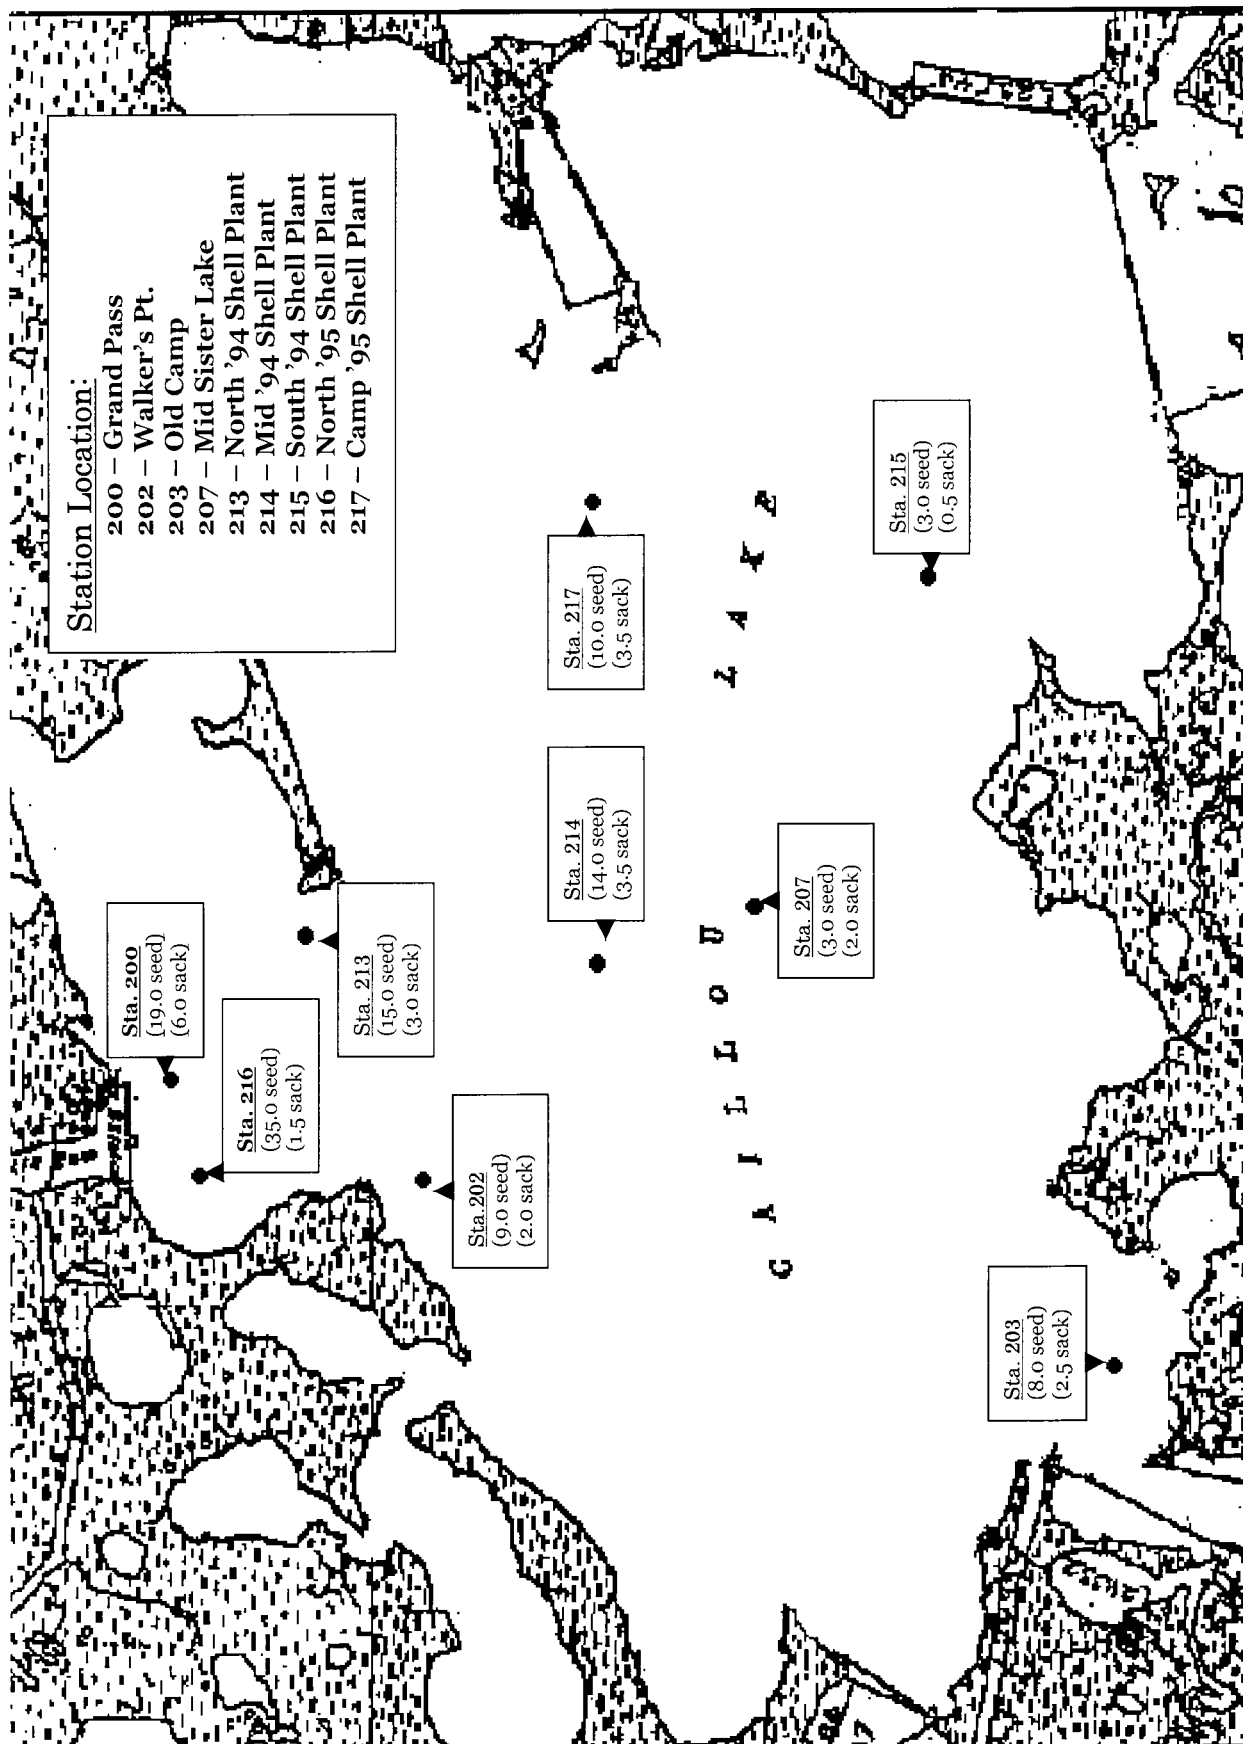 Station Location:
200 – Grand Pass
202 – Walker's Pt.
203 – Old Camp
207 – Mid Sister Lake
213 – North '94 Shell Plant
214 – Mid '94 Shell Plant
215 – South '94 Shell Plant
216 – North '95 Shell Plant
217 – Camp '95 Shell Plant
Sta. 200
(19.0 seed)
(6.0 sack)
Sta. 216
(35.0 seed)
(1.5 sack)
Sta. 213
(15.0 seed)
(3.0 sack)
Sta.202
(9.0 seed)
(2.0 sack)
Sta. 214
(14.0 seed)
(3.5 sack)
Sta. 217
(10.0 seed)
(3.5 sack)
GAILLOU LAKE
Sta. 207
(3.0 seed)
(2.0 sack)
Sta. 215
(3.0 seed)
(0.5 sack)
Sta. 203
(8.0 seed)
(2.5 sack)